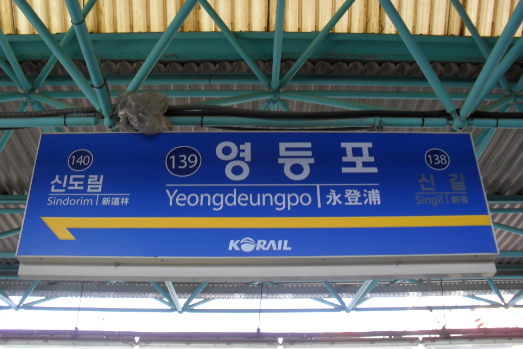 140
신도림
Sindorim 新道林
139
영등포
Yeongdeungpo 永登浦
138
신길
Singil 新吉
KORAIL